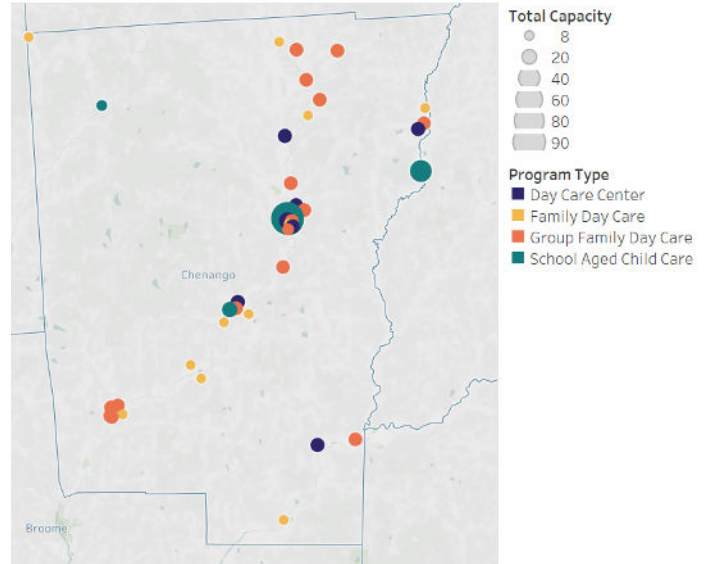 Total Capacity
8
20
40
60
80
90
Program Type
Day Care Center
Family Day Care
Group Family Day Care
School Aged Child Care
Chenango
Broome